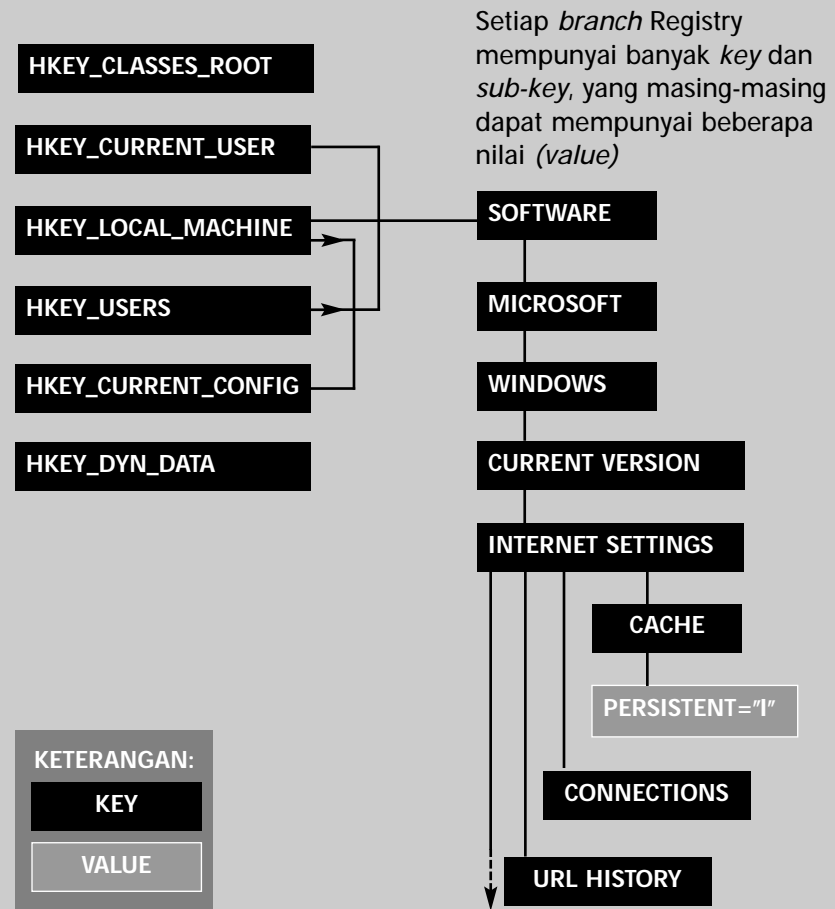 Setiap branch Registry
mempunyai banyak key dan
sub-key, yang masing-masing
dapat mempunyai beberapa
nilai (value)
HKEY_CLASSES_ROOT
HKEY_CURRENT_USER
HKEY_LOCAL_MACHINE
HKEY_USERS
HKEY_CURRENT_CONFIG
HKEY_DYN_DATA
SOFTWARE
MICROSOFT
WINDOWS
CURRENT VERSION
INTERNET SETTINGS
CACHE
PERSISTENT="I"
CONNECTIONS
URL HISTORY
KETERANGAN:
KEY
VALUE